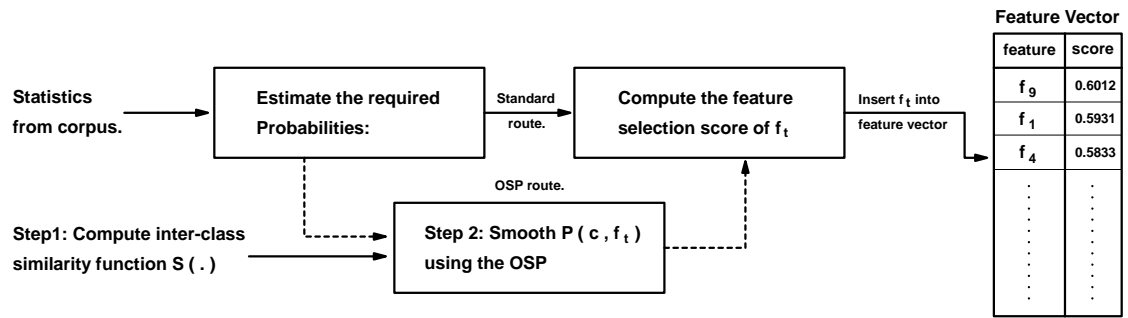 Feature Vector
feature score
f 9 0.6012
f 1 0.5931
f 4 0.5833
Statistics
from corpus.
Estimate the required
Probabilities:
Standard
route.
Compute the feature
selection score of f t
Insert f t into
feature vector
OSP route.
Step1: Compute inter-class
similarity function S ( . )
Step 2: Smooth P ( c , f t )
using the OSP